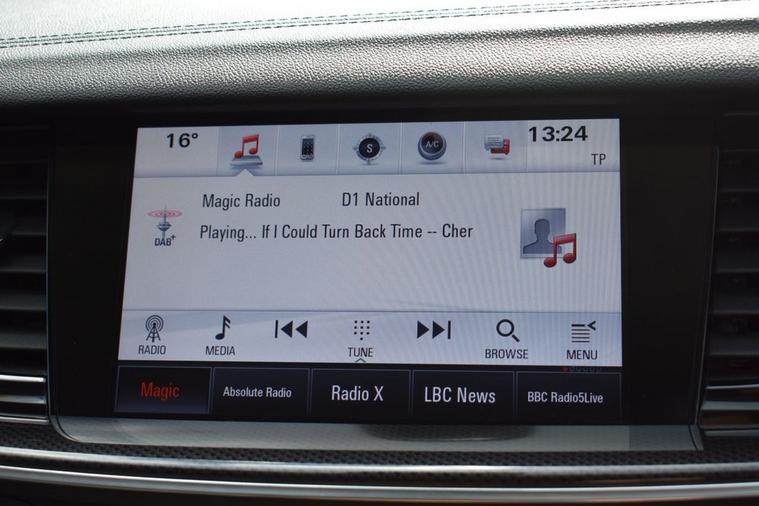 16°
S
A/C
13:24
TP
Magic Radio D1 National
DAB+
Playing... If I Could Turn Back Time -- Cher
RADIO
MEDIA
TUNE
BROWSE
MENU
Magic
Absolute Radio
Radio X
LBC News
BBC Radio5Live